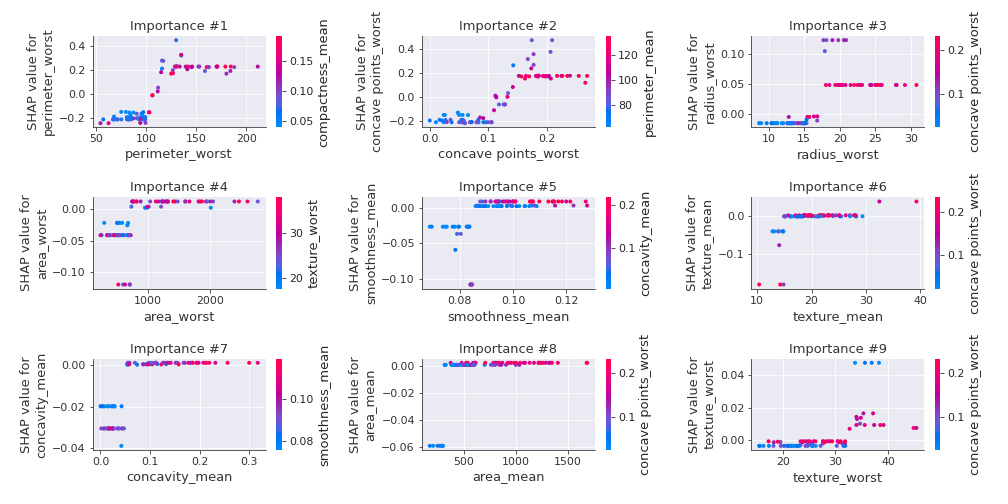 Importance #1
SHAP value for
perimeter_worst
0.4
0.2
0.0
−0.2
50
100
150
200
perimeter_worst
0.15
0.10
0.05
compactness_mean
Importance #2
SHAP value for
concave points_worst
0.4
0.2
0.0
−0.2
0.0
0.1
0.2
concave points_worst
120
100
80
perimeter_mean
Importance #3
SHAP value for
radius_worst
0.10
0.05
0.00
10
15
20
25
30
radius_worst
0.2
0.1
concave points_worst
Importance #4
SHAP value for
area_worst
0.00
−0.05
−0.10
1000
2000
area_worst
30
20
texture_worst
Importance #5
SHAP value for
smoothness_mean
0.00
−0.05
−0.10
0.08
0.10
0.12
smoothness_mean
0.2
0.1
concavity_mean
Importance #6
SHAP value for
texture_mean
0.0
−0.1
10
20
30
40
texture_mean
0.2
0.1
concave points_worst
Importance #7
SHAP value for
concavity_mean
0.00
−0.02
−0.04
0.0
0.1
0.2
0.3
concavity_mean
0.10
0.08
smoothness_mean
Importance #8
SHAP value for
area_mean
0.00
−0.02
−0.04
−0.06
500
1000
1500
area_mean
0.2
0.1
concave points_worst
Importance #9
SHAP value for
texture_worst
0.04
0.02
0.00
20
30
40
texture_worst
0.2
0.1
concave points_worst